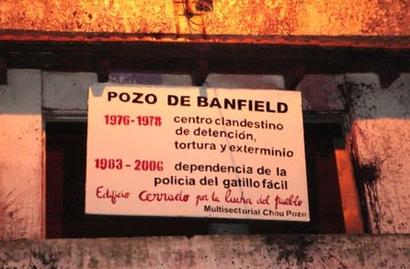 POZO DE BANFIELD
1976-1978 centro clandestino
de detención,
tortura y exterminio
1983-2006 dependencia de la
policia del gatillo fácil
Edificio cerrado por la lucha del pueblo
Multisectorial Chau Pozo